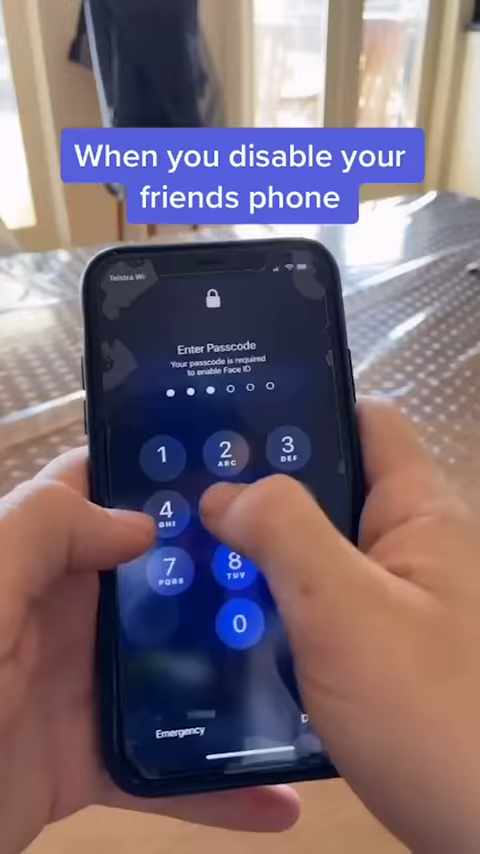 When you disable your
friends phone
Telstra Wi
Enter Passcode
Your passcode is required
to enable Face ID
1
2
ABC
3
DEF
4
GHI
7
PQRS
8
TUV
0
Emergency